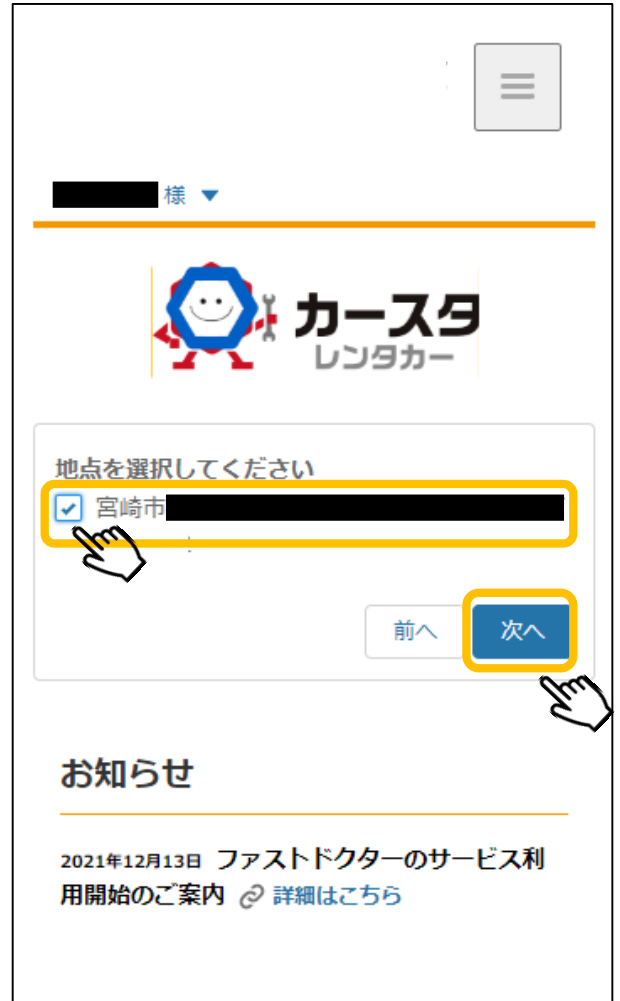 様 ▼
カースタ
レンタカー
地点を選択してください
宮崎市
前へ
次へ
お知らせ
2021年12月13日 ファストドクターのサービス利
用開始のご案内 詳細はこちら